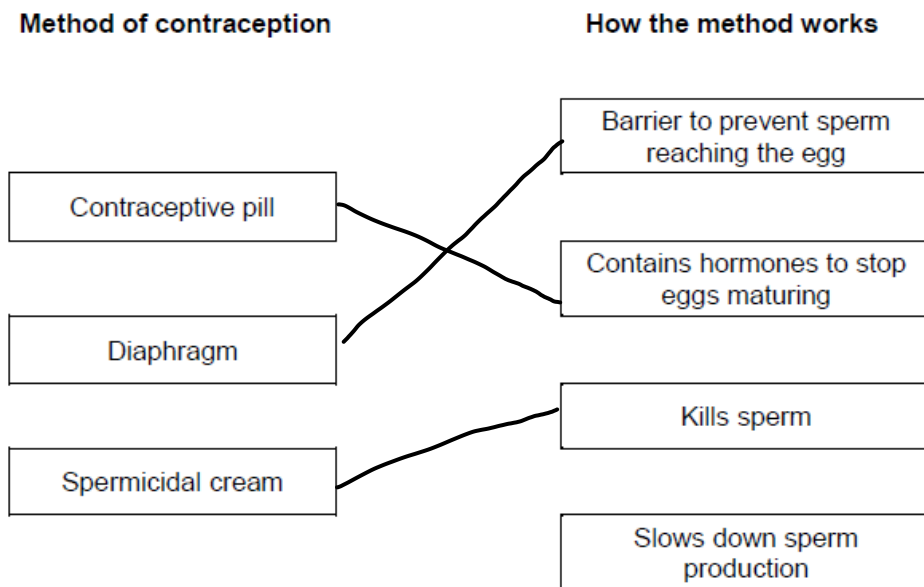 Method of contraception
How the method works
Contraceptive pill
Diaphragm
Spermicidal cream
Barrier to prevent sperm
reaching the egg
Contains hormones to stop
eggs maturing
Kills sperm
Slows down sperm
production